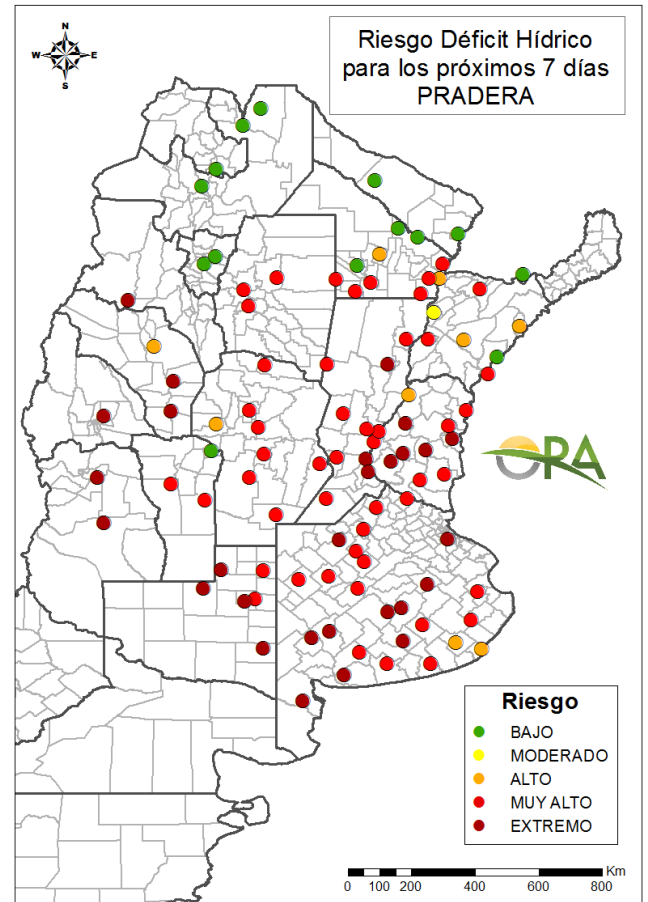 N
W E
S
Riesgo Déficit Hídrico
para los próximos 7 días
PRADERA
ORA
Riesgo
BAJO
MODERADO
ALTO
MUY ALTO
EXTREMO
Km
0 100 200 400 600 800